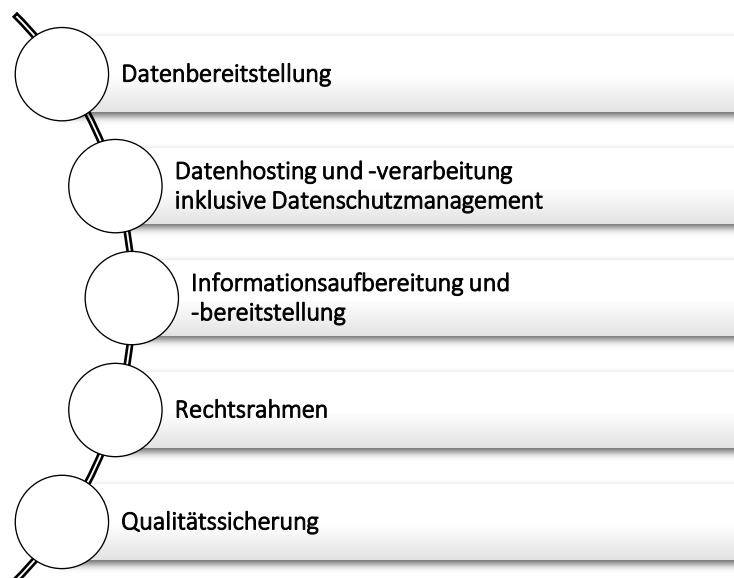 Datenbereitstellung
Datenhosting und -verarbeitung
inklusive Datenschutzmanagement
Informationsaufbereitung und
-bereitstellung
Rechtsrahmen
Qualitätssicherung